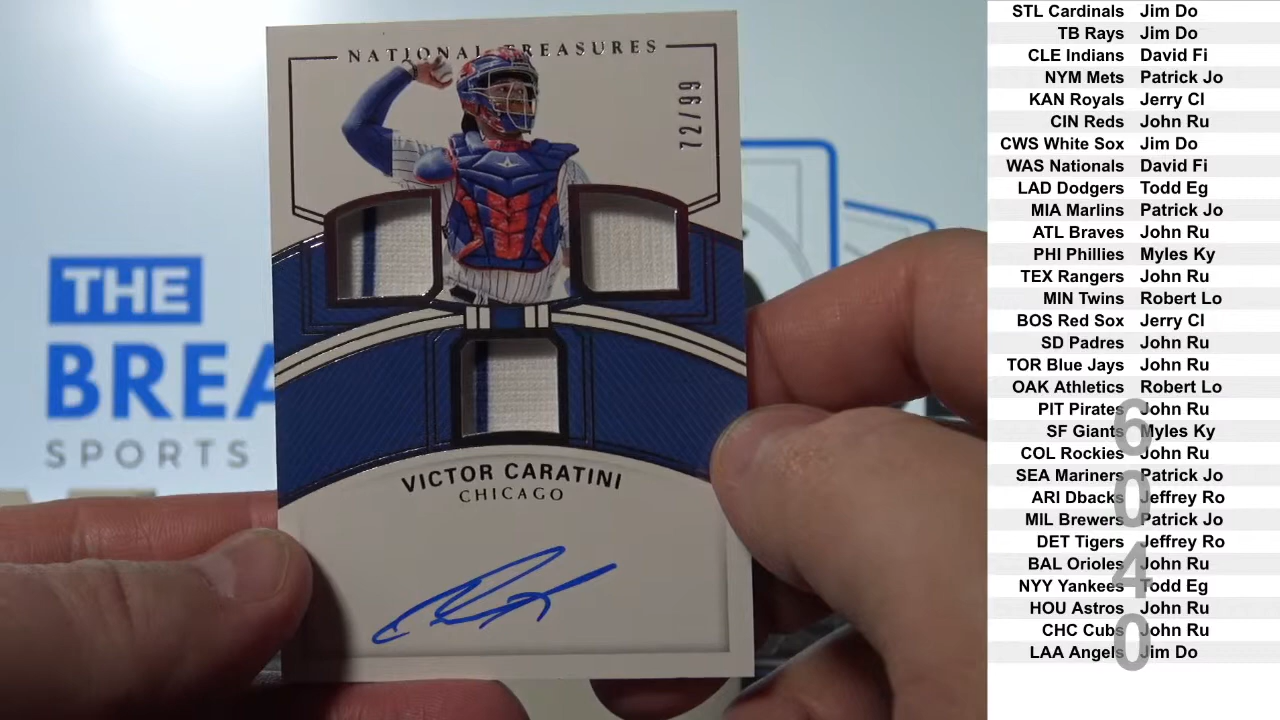 NATIONAL TREASURES
72/99
THE
BREA
SPORTS
VICTOR CARATINI
CHICAGO
STL Cardinals Jim Do
TB Rays Jim Do
CLE Indians David Fi
NYM Mets Patrick Jo
KAN Royals Jerry Cl
CIN Reds John Ru
CWS White Sox Jim Do
WAS Nationals David Fi
LAD Dodgers Todd Eg
MIA Marlins Patrick Jo
ATL Braves John Ru
PHI Phillies Myles Ky
TEX Rangers John Ru
MIN Twins Robert Lo
BOS Red Sox Jerry Cl
SD Padres John Ru
TOR Blue Jays John Ru
OAK Athletics Robert Lo
PIT Pirates John Ru
SF Giants Myles Ky
COL Rockies John Ru
SEA Mariners Patrick Jo
ARI Dbacks Jeffrey Ro
MIL Brewers Patrick Jo
DET Tigers Jeffrey Ro
BAL Orioles John Ru
NYY Yankees Todd Eg
HOU Astros John Ru
CHC Cubs John Ru
LAA Angels Jim Do
6
0
4
0